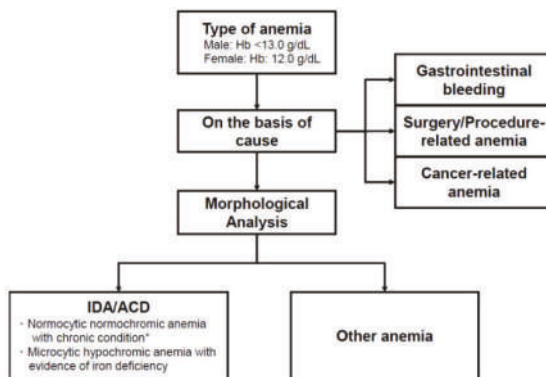 Type of anemia
Male: Hb <13.0 g/dL
Female: Hb: 12.0 g/dL
On the basis of
cause
Gastrointestinal
bleeding
Surgery/Procedure-
related anemia
Cancer-related
anemia
Morphological
Analysis
IDA/ACD
· Normocytic normochromic anemia
with chronic condition*
· Microcytic hypochromic anemia with
evidence of iron deficiency
Other anemia